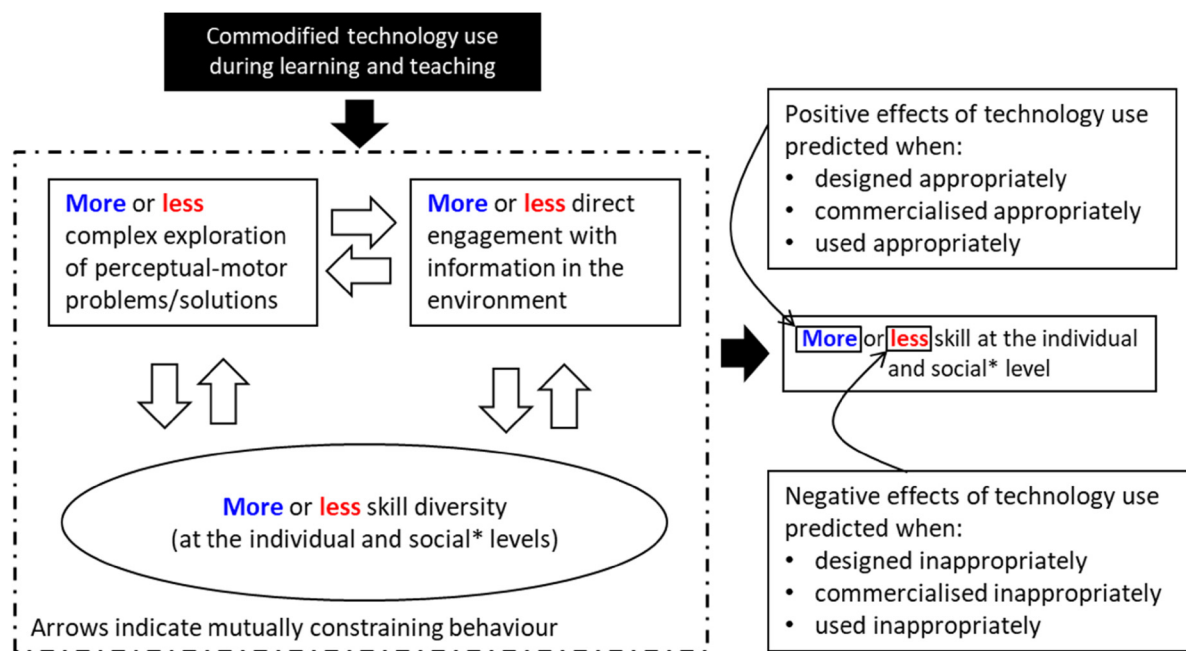 Commodified technology use
during learning and teaching
More or less
complex exploration
of perceptual-motor
problems/solutions
More or less direct
engagement with
information in the
environment
More or less skill diversity
(at the individual and social* levels)
Arrows indicate mutually constraining behaviour
Positive effects of technology use
predicted when:
• designed appropriately
• commercialised appropriately
• used appropriately
More or less skill at the individual
and social* level
Negative effects of technology use
predicted when:
• designed inappropriately
• commercialised inappropriately
• used inappropriately